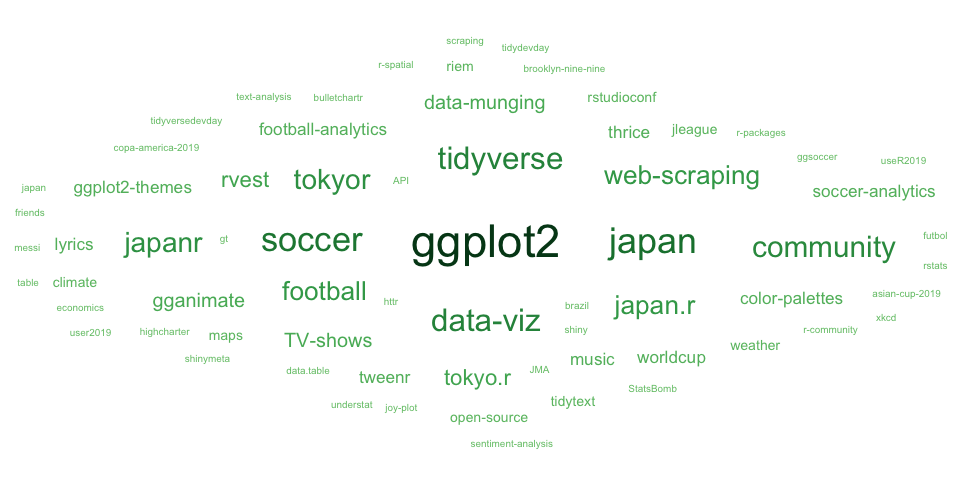 scraping
tidydevday
r-spatial
riem
brooklyn-nine-nine
text-analysis
bulletchartr
data-munging
rstudioconf
tidyversedevday
football-analytics
thrice
jleague
r-packages
copa-america-2019
tidyverse
ggsoccer
useR2019
japan
ggplot2-themes
rvest
tokyor
API
web-scraping
soccer-analytics
friends
messi
lyrics
japanr
gt
soccer
ggplot2
japan
community
futbol
rstats
table
climate
gganimate
football
httr
data-viz
brazil
japan.r
color-palettes
asian-cup-2019
economics
xkcd
user2019
highcharter
maps
TV-shows
shiny
r-community
shinymeta
data.table
tweenr
tokyo.r
JMA
music
worldcup
weather
understat
joy-plot
open-source
tidytext
StatsBomb
sentiment-analysis